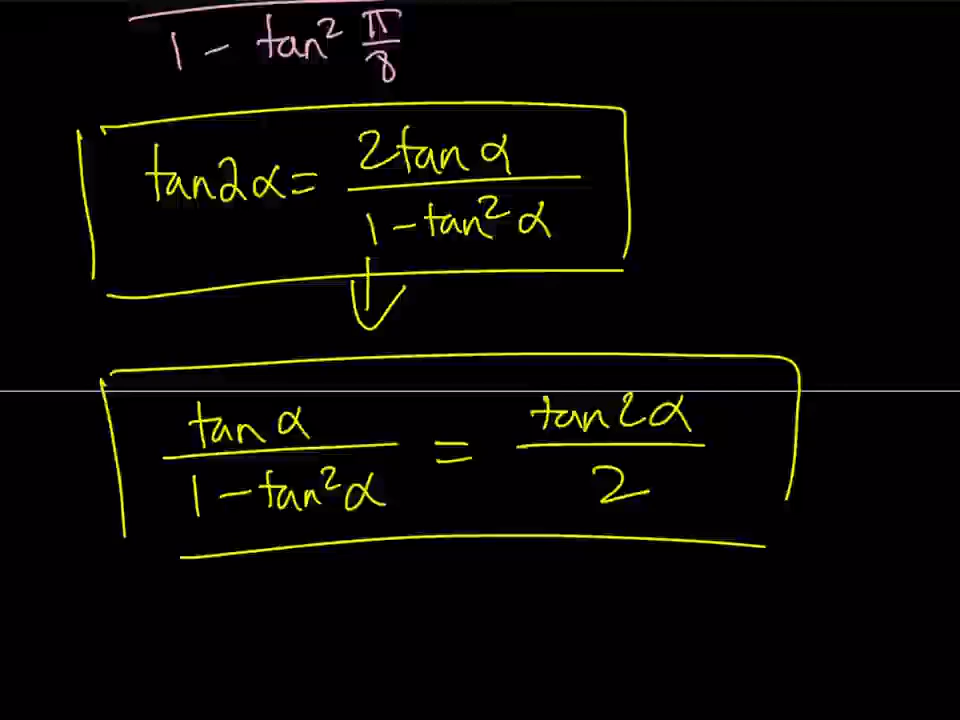 1 - tan² π/8
tan2α = 2tanα / 1 - tan²α
tanα / 1 - tan²α = tan2α / 2